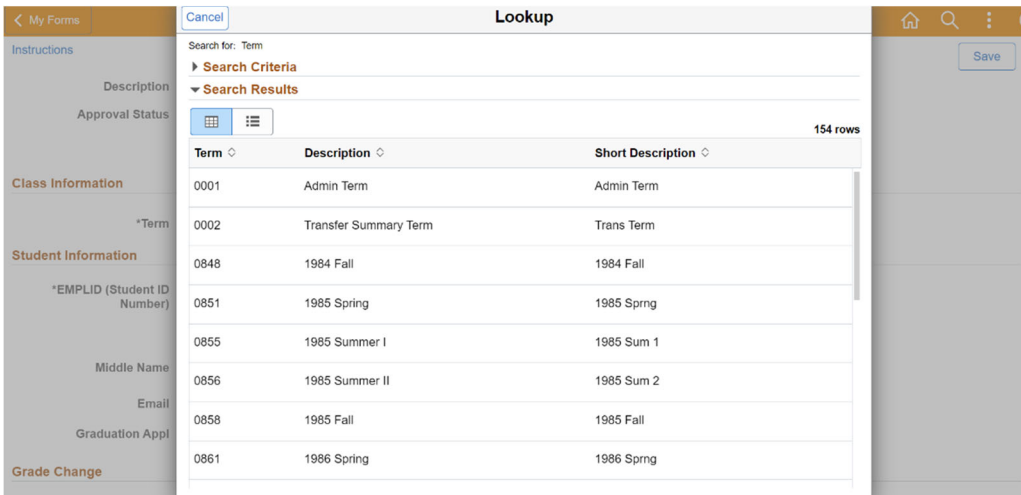 My Forms
Cancel
Lookup
Instructions
Save
Search for: Term
Search Criteria
Search Results
Description
Approval Status
154 rows
Term Description Short Description
Class Information
0001 Admin Term Admin Term
*Term
0002 Transfer Summary Term Trans Term
Student Information
0848 1984 Fall 1984 Fall
*EMPLID (Student ID
Number)
0851 1985 Spring 1985 Sprng
0855 1985 Summer I 1985 Sum 1
Middle Name
0856 1985 Summer II 1985 Sum 2
Email
0858 1985 Fall 1985 Fall
Graduation Appl
0861 1986 Spring 1986 Sprng
Grade Change